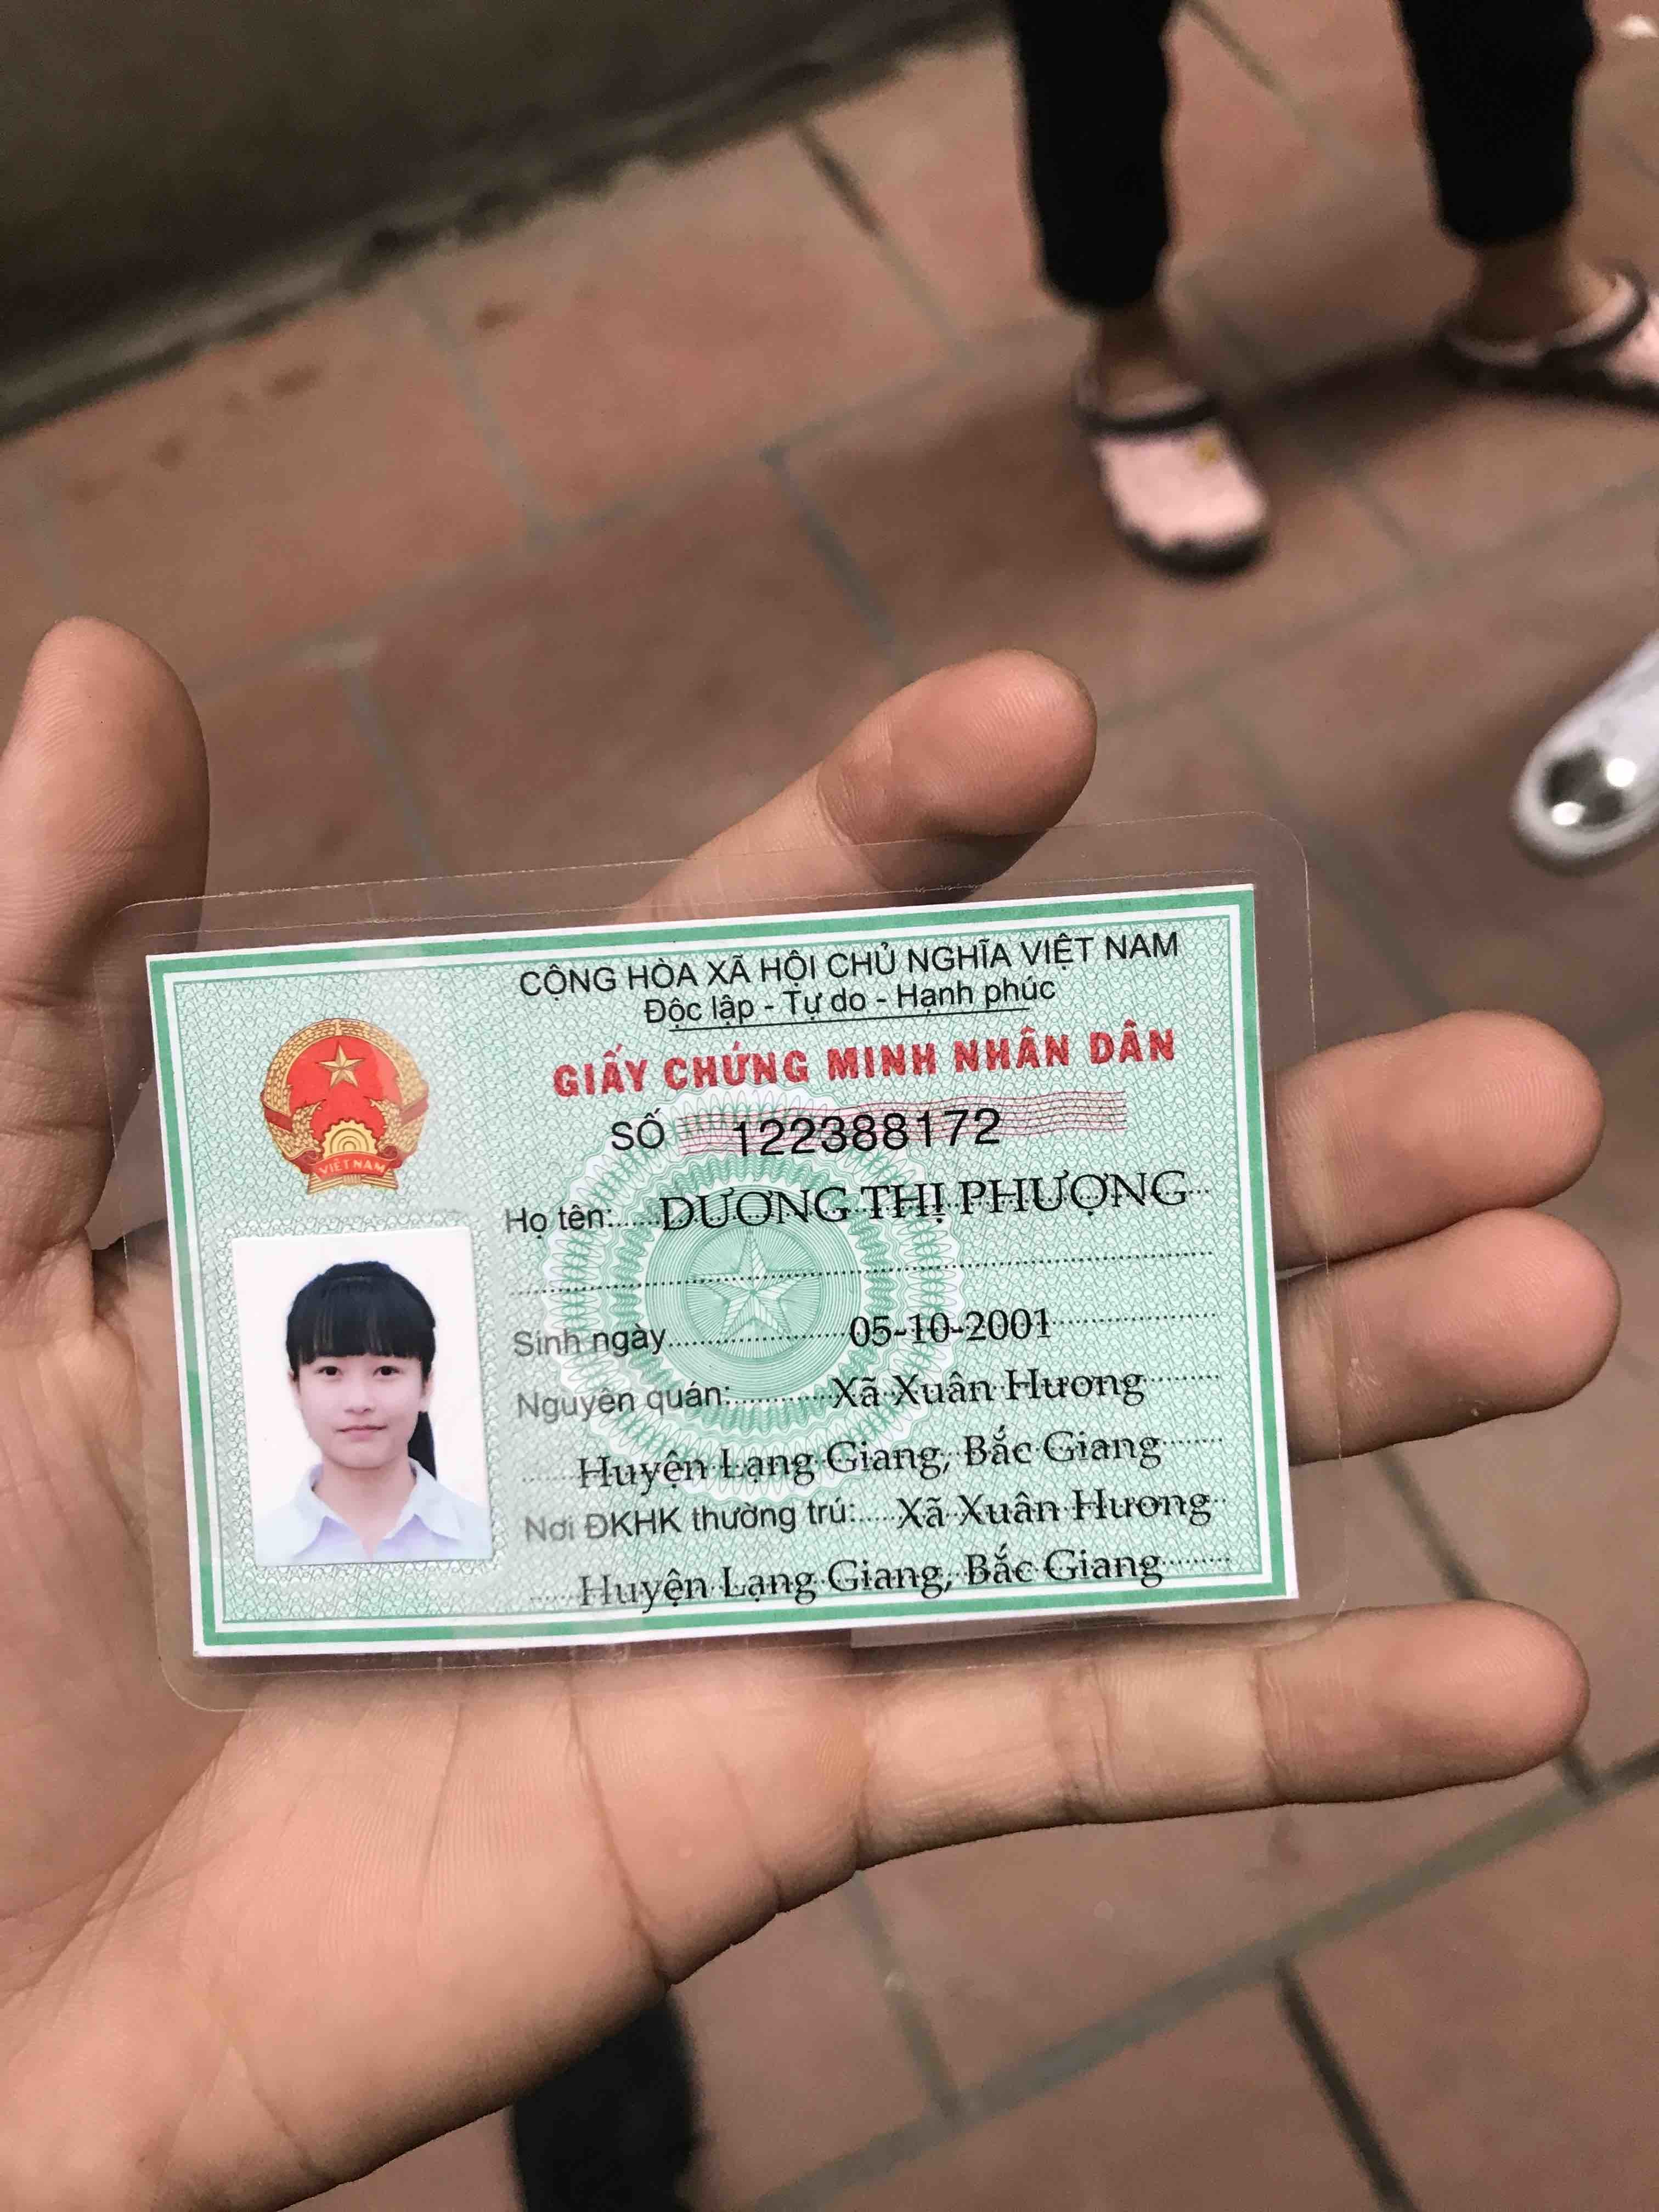 CỘNG HÒA XÃ HỘI CHỦ NGHĨA VIỆT NAM
Độc lập - Tự do - Hạnh phúc
GIẤY CHỨNG MINH NHÂN DÂN
SỐ 122388172
VIỆT NAM
Họ tên: DƯƠNG THỊ PHƯỢNG
Sinh ngày 05-10-2001
Nguyên quán: Xã Xuân Hương
Huyện Lạng Giang, Bắc Giang
Nơi ĐKHK thường trú: Xã Xuân Hương
Huyện Lạng Giang, Bắc Giang